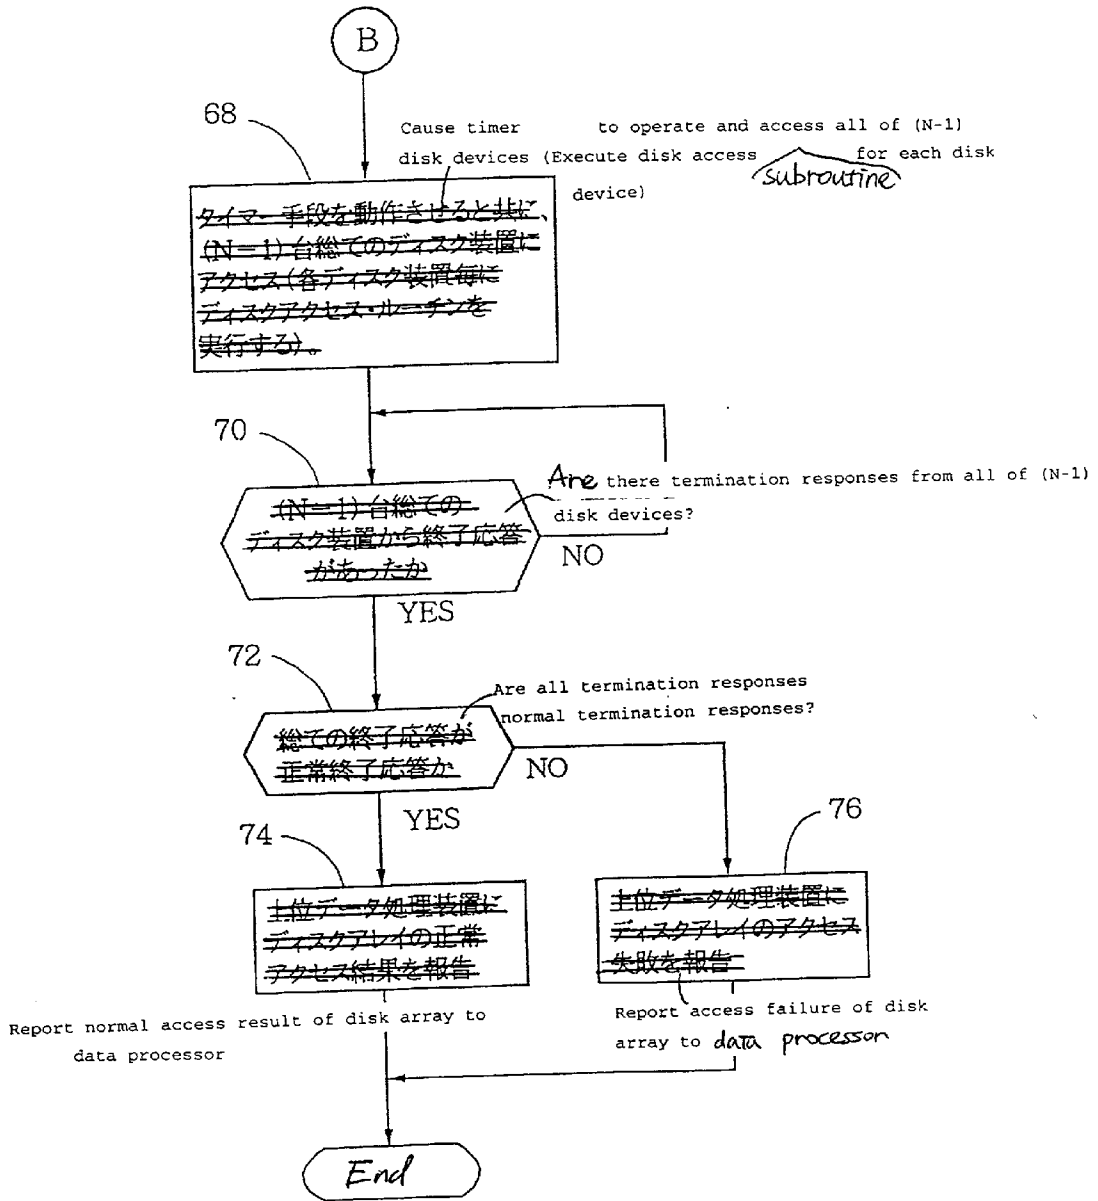 B
68
Cause timer to operate and access all of (N-1)
disk devices (Execute disk access subroutine for each disk
device)
タイマー手段を動作させると共に、
(N-1)台総てのディスク装置に
アクセス(各ディスク装置毎に
ディスクアクセス・ルーチンを
実行する)。
70
Are there termination responses from all of (N-1)
disk devices?
(N-1)台総ての
ディスク装置から終了応答
があったか
NO
YES
72
Are all termination responses
normal termination responses?
総ての終了応答が
正常終了応答か
NO
YES
74
76
上位データ処理装置に
ディスクアレイの正常
アクセス結果を報告
上位データ処理装置に
ディスクアレイのアクセス
失敗を報告
Report normal access result of disk array to
data processor
Report access failure of disk
array to data processor
End